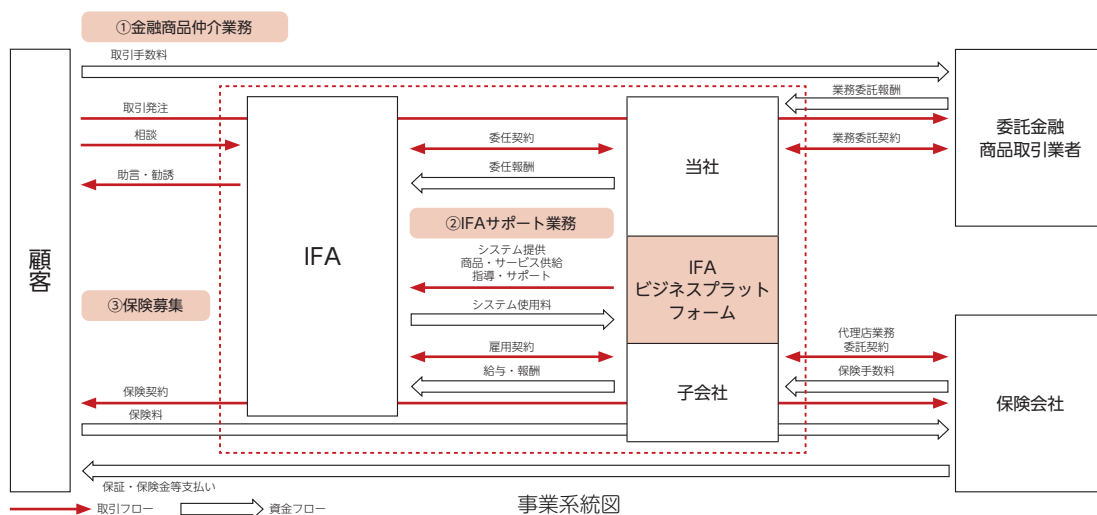 ①金融商品仲介業務
取引手数料
業務委託報酬
取引発注
相談
委任契約
業務委託契約
委任報酬
助言・勧誘
当社
委託金融
商品取引業者
顧客
IFA
②IFAサポート業務
システム提供
商品・サービス供給
指導・サポート
IFA
ビジネスプラット
フォーム
③保険募集
システム使用料
代理店業務
委託契約
雇用契約
給与・報酬
保険手数料
子会社
保険会社
保険契約
保険料
保証・保険金等支払い
取引フロー
資金フロー
事業系統図